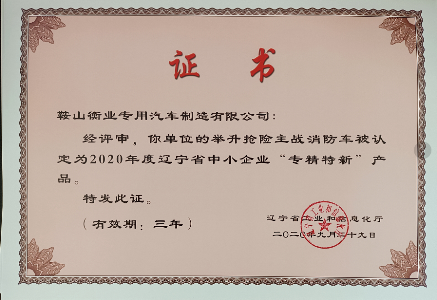 证书
鞍山衡业专用汽车制造有限公司：
经评审，你单位的举升抢险主战消防车被认
定为2020年度辽宁省中小企业“专精特新”产
品。
特发此证。
（有效期：三年）
辽宁省工业和信息化厅
二〇二〇年九月二十九日